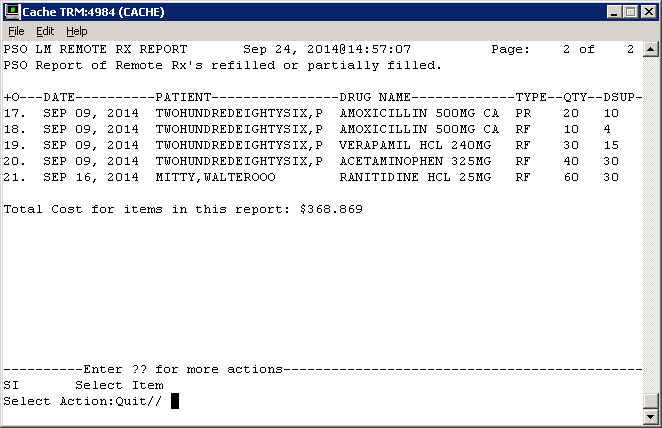 Cache TRM:4984 (CACHE)
File Edit Help
PSO LM REMOTE RX REPORT Sep 24, 2014@14:57:07 Page: 2 of 2
PSO Report of Remote Rx's refilled or partially filled.
+O---DATE----------PATIENT----------------DRUG NAME-------------TYPE--QTY--DSUP-
17. SEP 09, 2014 TWOHUNDREDEIGHTYSIX,P AMOXICILLIN 500MG CA PR 20 10
18. SEP 09, 2014 TWOHUNDREDEIGHTYSIX,P AMOXICILLIN 500MG CA RF 10 4
19. SEP 09, 2014 TWOHUNDREDEIGHTYSIX,P VERAPAMIL HCL 240MG RF 30 15
20. SEP 09, 2014 TWOHUNDREDEIGHTYSIX,P ACETAMINOPHEN 325MG RF 40 30
21. SEP 16, 2014 MITTY,WALTEROOO RANITIDINE HCL 25MG RF 60 30
Total Cost for items in this report: $368.869
----------Enter ?? for more actions---------------------------------------------
SI Select Item
Select Action:Quit//